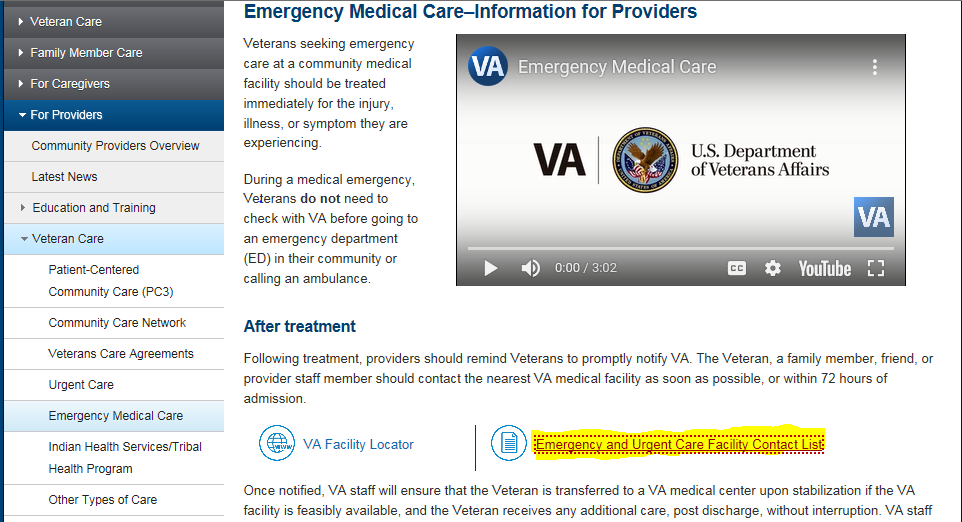 Emergency Medical Care–Information for Providers
Veteran Care
Family Member Care
For Caregivers
For Providers
Community Providers Overview
Latest News
Education and Training
Veteran Care
Patient-Centered
Community Care (PC3)
Community Care Network
Veterans Care Agreements
Urgent Care
Emergency Medical Care
Indian Health Services/Tribal
Health Program
Other Types of Care
Veterans seeking emergency
care at a community medical
facility should be treated
immediately for the injury,
illness, or symptom they are
experiencing.
During a medical emergency,
Veterans do not need to
check with VA before going to
an emergency department
(ED) in their community or
calling an ambulance.
VA Emergency Medical Care
VA U.S. Department
of Veterans Affairs
VA
0:00 / 3:02 CC YouTube
After treatment
Following treatment, providers should remind Veterans to promptly notify VA. The Veteran, a family member, friend, or
provider staff member should contact the nearest VA medical facility as soon as possible, or within 72 hours of
admission.
VA Facility Locator
Emergency and Urgent Care Facility Contact List
Once notified, VA staff will ensure that the Veteran is transferred to a VA medical center upon stabilization if the VA
facility is feasibly available, and the Veteran receives any additional care, post discharge, without interruption. VA staff